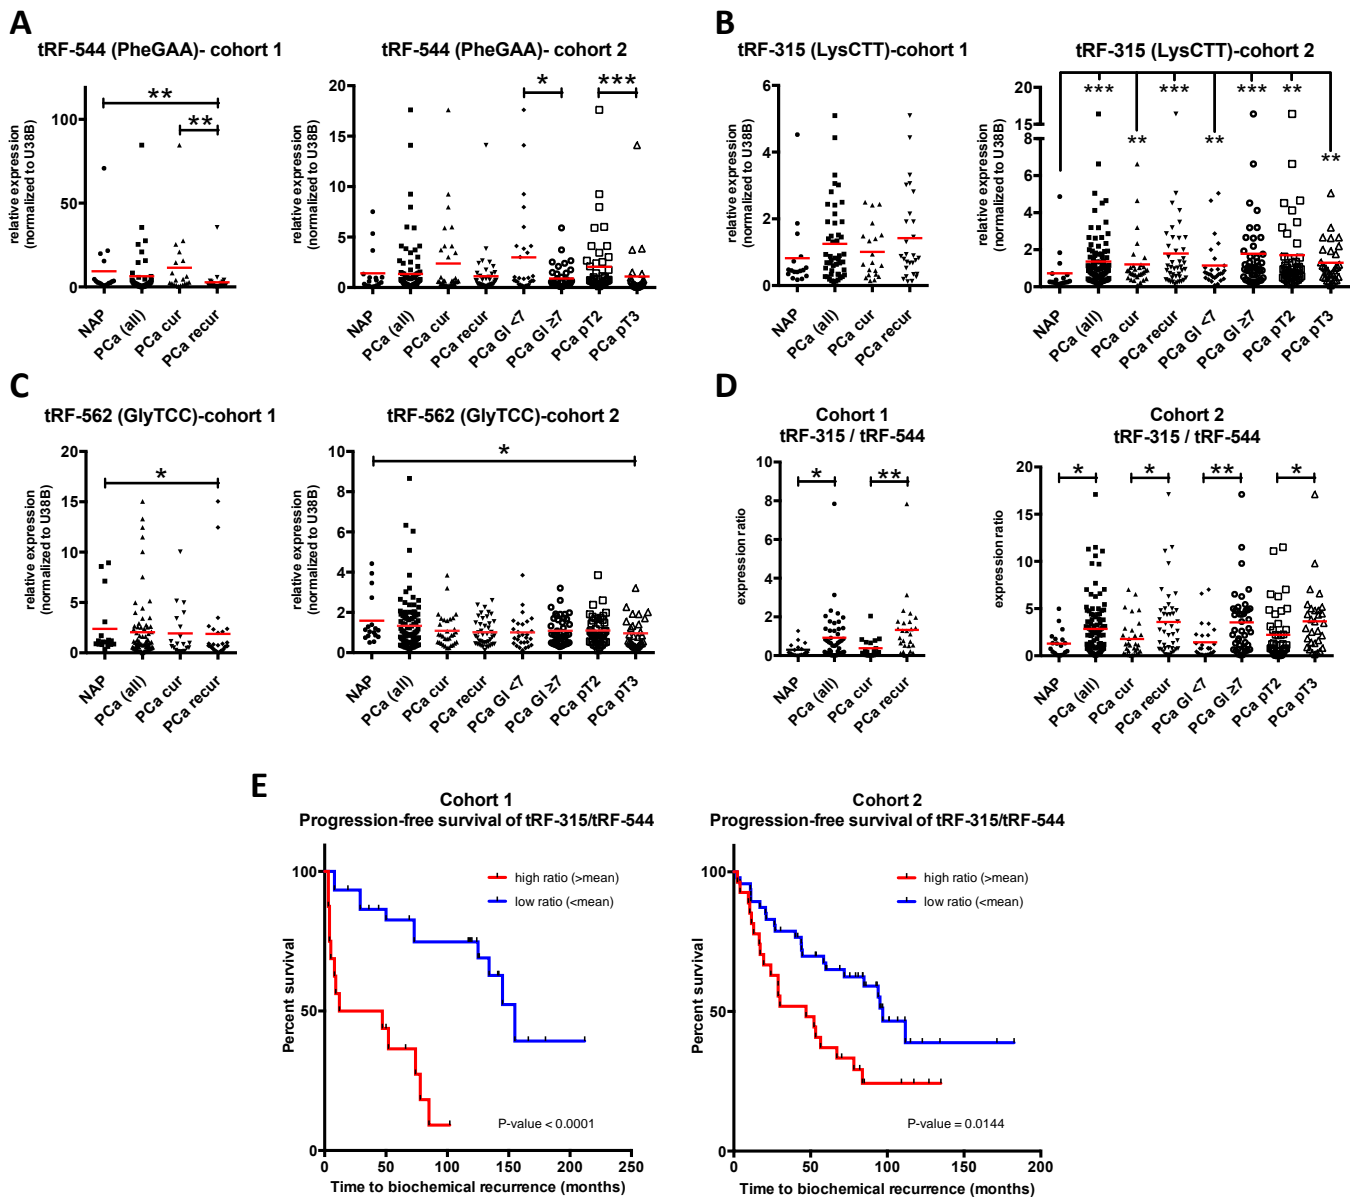 A
tRF-544 (PheGAA)- cohort 1
relative expression
(normalized to U38B)
100
50
0
**
**
NAP
PCa (all)
PCa cur
PCa recur
tRF-544 (PheGAA)- cohort 2
relative expression
(normalized to U38B)
20
15
10
5
0
*
***
NAP
PCa (all)
PCa cur
PCa recur
PCa Gl <7
PCa Gl ≥7
PCa pT2
PCa pT3
B
tRF-315 (LysCTT)-cohort 1
relative expression
(normalized to U38B)
6
4
2
0
NAP
PCa (all)
PCa cur
PCa recur
tRF-315 (LysCTT)-cohort 2
relative expression
(normalized to U38B)
20
15
8
6
4
2
0
***
**
***
**
***
**
**
NAP
PCa (all)
PCa cur
PCa recur
PCa Gl <7
PCa Gl ≥7
PCa pT2
PCa pT3
C
tRF-562 (GlyTCC)-cohort 1
relative expression
(normalized to U38B)
20
15
10
5
0
*
NAP
PCa (all)
PCa cur
PCa recur
tRF-562 (GlyTCC)-cohort 2
relative expression
(normalized to U38B)
10
8
6
4
2
0
*
NAP
PCa (all)
PCa cur
PCa recur
PCa Gl <7
PCa Gl ≥7
PCa pT2
PCa pT3
D
Cohort 1
tRF-315 / tRF-544
expression ratio
10
8
6
4
2
0
*
**
NAP
PCa (all)
PCa cur
PCa recur
Cohort 2
tRF-315 / tRF-544
expression ratio
20
15
10
5
0
*
*
**
*
NAP
PCa (all)
PCa cur
PCa recur
PCa Gl <7
PCa Gl ≥7
PCa pT2
PCa pT3
E
Cohort 1
Progression-free survival of tRF-315/tRF-544
Percent survival
100
50
0
high ratio (>mean)
low ratio (<mean)
P-value < 0.0001
0 50 100 150 200 250
Time to biochemical recurrence (months)
Cohort 2
Progression-free survival of tRF-315/tRF-544
Percent survival
100
50
0
high ratio (>mean)
low ratio (<mean)
P-value = 0.0144
0 50 100 150 200
Time to biochemical recurrence (months)